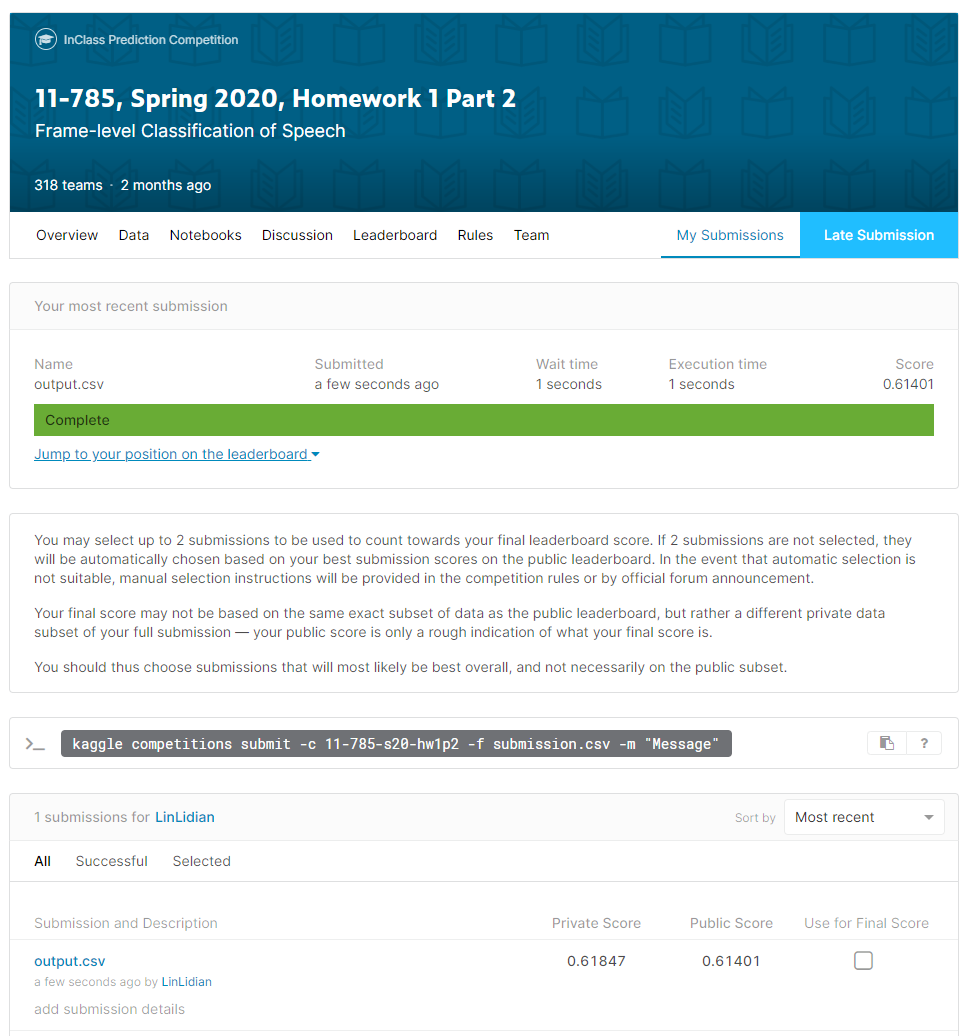 InClass Prediction Competition
11-785, Spring 2020, Homework 1 Part 2
Frame-level Classification of Speech
318 teams · 2 months ago
Overview Data Notebooks Discussion Leaderboard Rules Team My Submissions Late Submission
Your most recent submission
Name Submitted Wait time Execution time Score
output.csv a few seconds ago 1 seconds 1 seconds 0.61401
Complete
Jump to your position on the leaderboard
You may select up to 2 submissions to be used to count towards your final leaderboard score. If 2 submissions are not selected, they
will be automatically chosen based on your best submission scores on the public leaderboard. In the event that automatic selection is
not suitable, manual selection instructions will be provided in the competition rules or by official forum announcement.
Your final score may not be based on the same exact subset of data as the public leaderboard, but rather a different private data
subset of your full submission — your public score is only a rough indication of what your final score is.
You should thus choose submissions that will most likely be best overall, and not necessarily on the public subset.
>_ kaggle competitions submit -c 11-785-s20-hw1p2 -f submission.csv -m "Message" ?
1 submissions for LinLidian Sort by Most recent
All Successful Selected
Submission and Description Private Score Public Score Use for Final Score
output.csv 0.61847 0.61401
a few seconds ago by LinLidian
add submission details